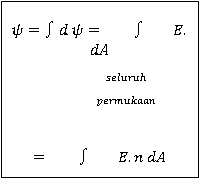 ψ = ∫ d ψ = ∫ E.
dA
seluruh
permukaan
= ∫ E. n dA